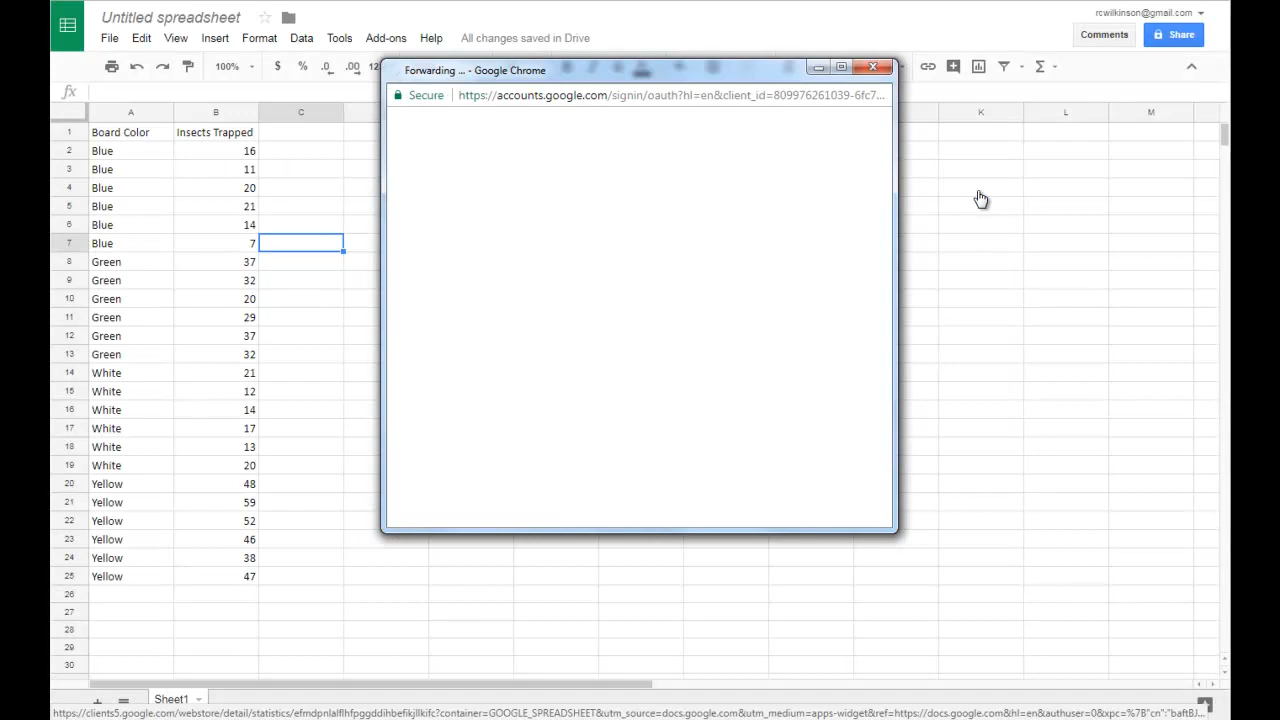 Untitled spreadsheet
rcwilkinson@gmail.com
File Edit View Insert Format Data Tools Add-ons Help All changes saved in Drive
Comments Share
100% $ % .0 .00 12
Forwarding ... - Google Chrome
Secure https://accounts.google.com/signin/oauth?hl=en&client_id=809976261039-6fc7...
fx
A B C K L M
1 Board Color Insects Trapped
2 Blue 16
3 Blue 11
4 Blue 20
5 Blue 21
6 Blue 14
7 Blue 7
8 Green 37
9 Green 32
10 Green 20
11 Green 29
12 Green 37
13 Green 32
14 White 21
15 White 12
16 White 14
17 White 17
18 White 13
19 White 20
20 Yellow 48
21 Yellow 59
22 Yellow 52
23 Yellow 46
24 Yellow 38
25 Yellow 47
26
27
28
29
30
Sheet1